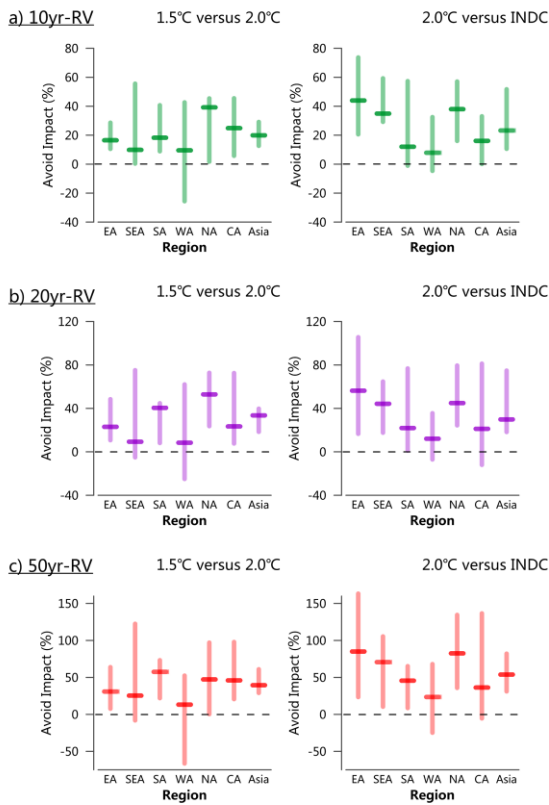 a) 10yr-RV
1.5℃ versus 2.0℃
2.0℃ versus INDC
Avoid Impact (%)
80
60
40
20
0
-20
-40
EA SEA SA WA NA CA Asia
Region
Avoid Impact (%)
80
60
40
20
0
-20
-40
EA SEA SA WA NA CA Asia
Region
b) 20yr-RV
1.5℃ versus 2.0℃
2.0℃ versus INDC
Avoid Impact (%)
120
80
40
0
-40
EA SEA SA WA NA CA Asia
Region
Avoid Impact (%)
120
80
40
0
-40
EA SEA SA WA NA CA Asia
Region
c) 50yr-RV
1.5℃ versus 2.0℃
2.0℃ versus INDC
Avoid Impact (%)
150
100
50
0
-50
EA SEA SA WA NA CA Asia
Region
Avoid Impact (%)
150
100
50
0
-50
EA SEA SA WA NA CA Asia
Region